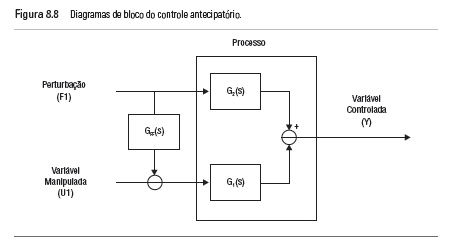 Figura 8.8 Diagramas de bloco do controle antecipatório.
Processo
Perturbação
(F1)
G₂(s)
Variável
Controlada
(Y)
G_FF(s)
+
Variável
Manipulada
(U1)
G₁(s)